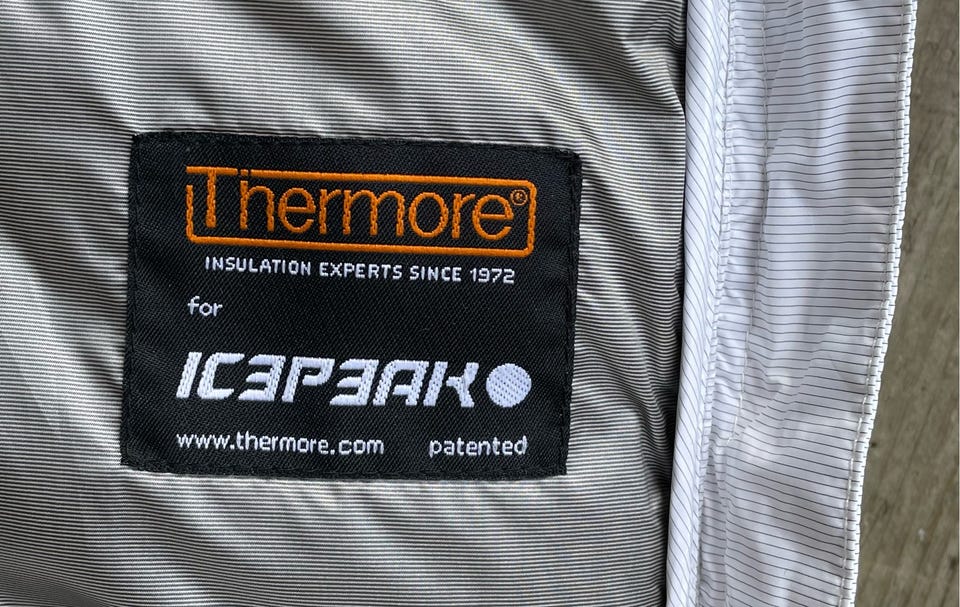 Thermore®
INSULATION EXPERTS SINCE 1972
for
ICEPEAK
www.thermore.com patented